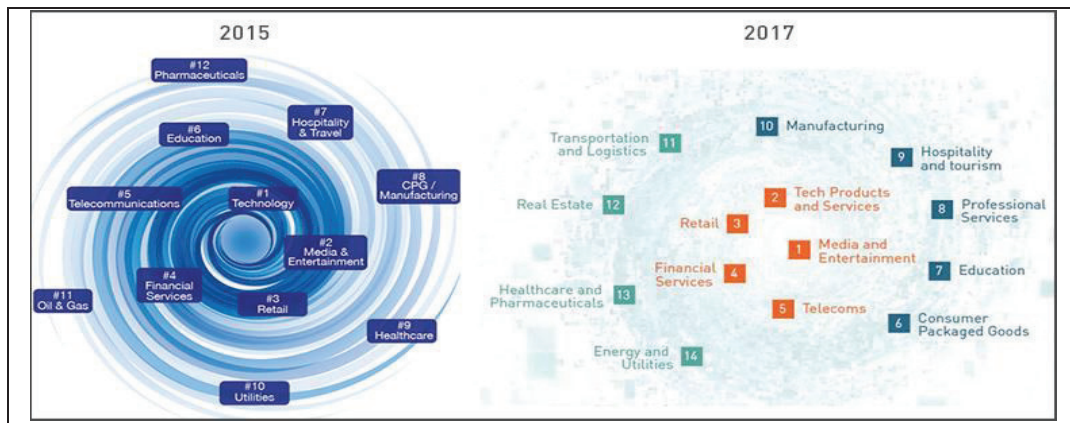 2015
#12
Pharmaceuticals
#7
Hospitality
& Travel
#6
Education
#8
CPG /
Manufacturing
#5
Telecommunications
#1
Technology
#2
Media &
Entertainment
#4
Financial
Services
#3
Retail
#11
Oil & Gas
#9
Healthcare
#10
Utilities
2017
10 Manufacturing
Transportation
and Logistics 11
9 Hospitality
and tourism
2 Tech Products
and Services
Real Estate 12
8 Professional
Services
Retail 3
1 Media and
Entertainment
Financial
Services 4
7 Education
Healthcare and
Pharmaceuticals 13
5 Telecoms
6 Consumer
Packaged Goods
Energy and
Utilities 14